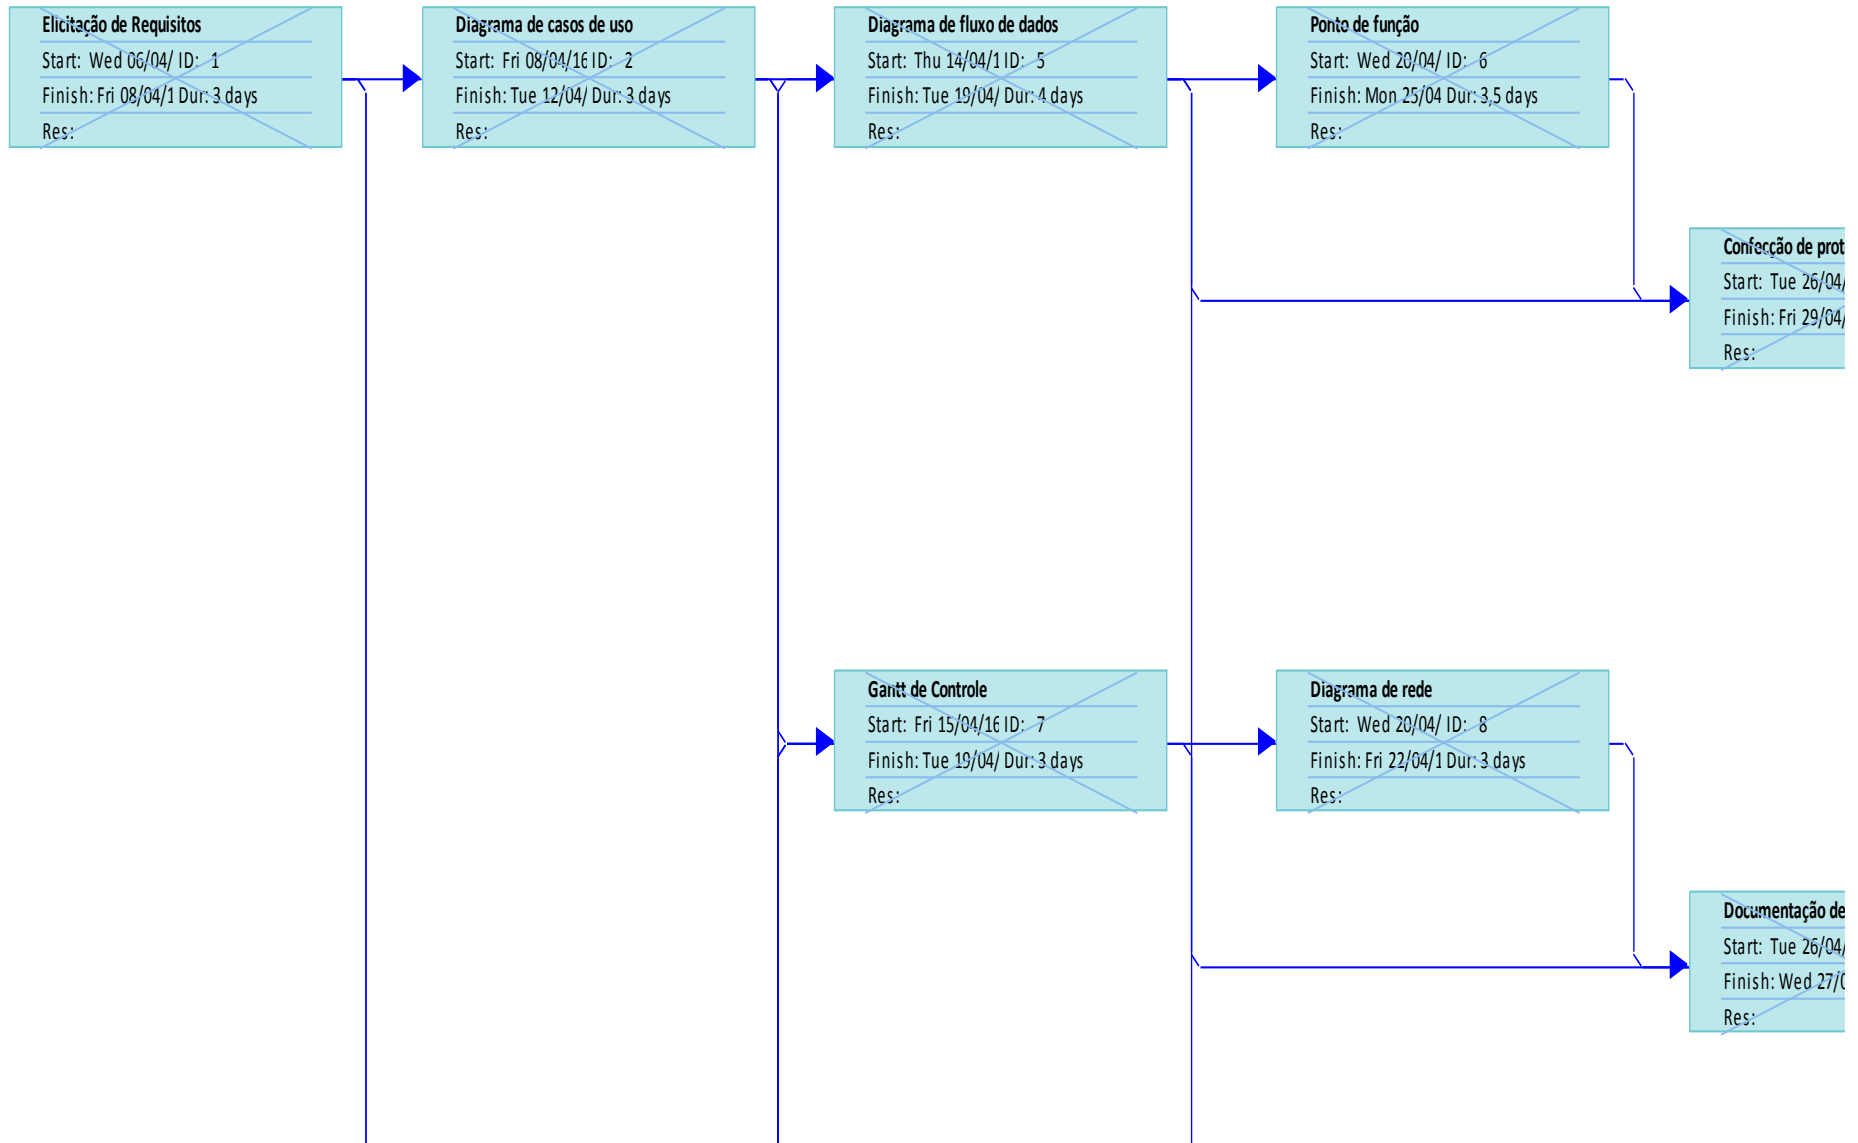 Elicitação de Requisitos
Start: Wed 06/04/ ID: 1
Finish: Fri 08/04/1 Dur: 3 days
Res:
Diagrama de casos de uso
Start: Fri 08/04/16 ID: 2
Finish: Tue 12/04/ Dur: 3 days
Res:
Diagrama de fluxo de dados
Start: Thu 14/04/1 ID: 5
Finish: Tue 19/04/ Dur: 4 days
Res:
Ponto de função
Start: Wed 20/04/ ID: 6
Finish: Mon 25/04 Dur: 3,5 days
Res:
Confecção de prot
Start: Tue 26/04/
Finish: Fri 29/04/
Res:
Gantt de Controle
Start: Fri 15/04/16 ID: 7
Finish: Tue 19/04/ Dur: 3 days
Res:
Diagrama de rede
Start: Wed 20/04/ ID: 8
Finish: Fri 22/04/1 Dur: 3 days
Res:
Documentação de
Start: Tue 26/04/
Finish: Wed 27/0
Res: